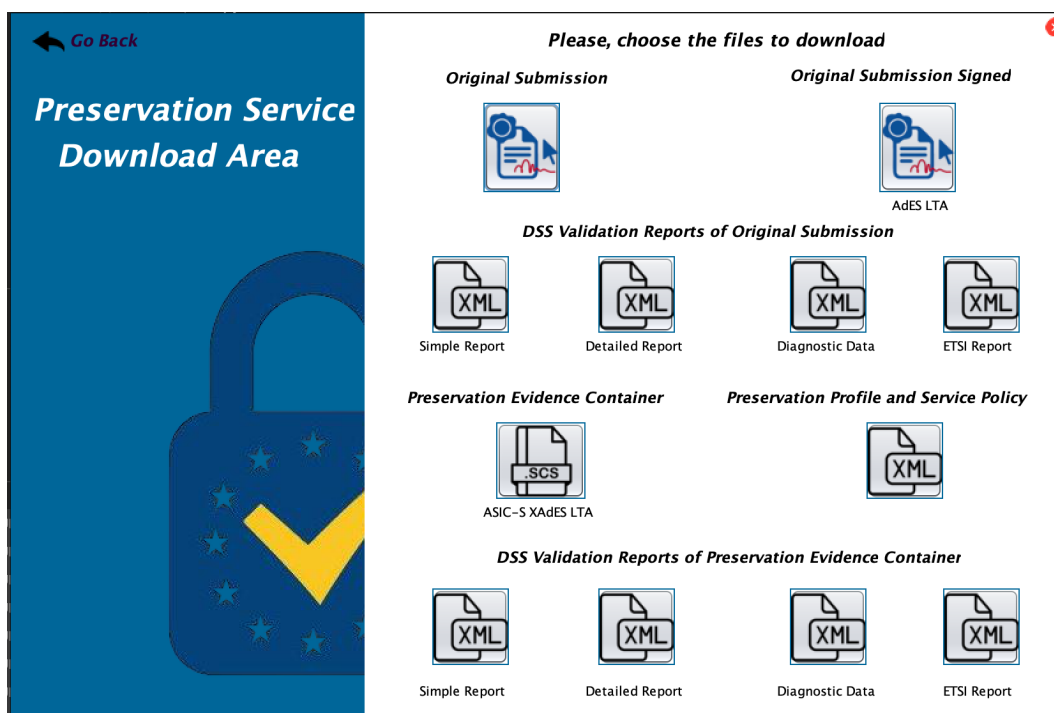 Go Back
Preservation Service
Download Area
Please, choose the files to download
Original Submission
Original Submission Signed
AdES LTA
DSS Validation Reports of Original Submission
XML
XML
XML
XML
Simple Report
Detailed Report
Diagnostic Data
ETSI Report
Preservation Evidence Container
Preservation Profile and Service Policy
.SCS
XML
ASIC-S XAdES LTA
DSS Validation Reports of Preservation Evidence Container
XML
XML
XML
XML
Simple Report
Detailed Report
Diagnostic Data
ETSI Report